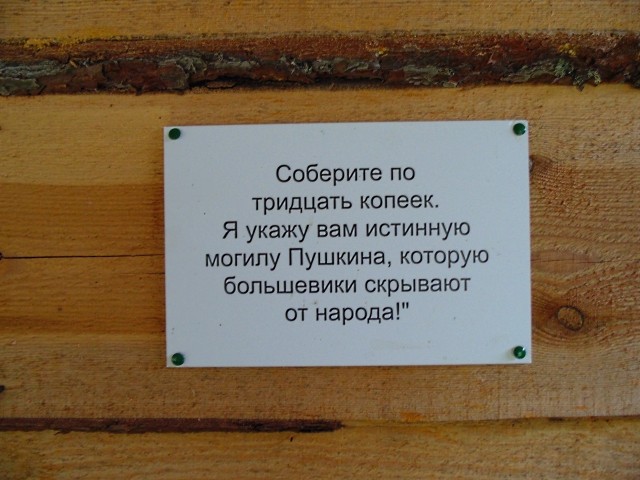 Соберите по
тридцать копеек.
Я укажу вам истинную
могилу Пушкина, которую
большевики скрывают
от народа!"